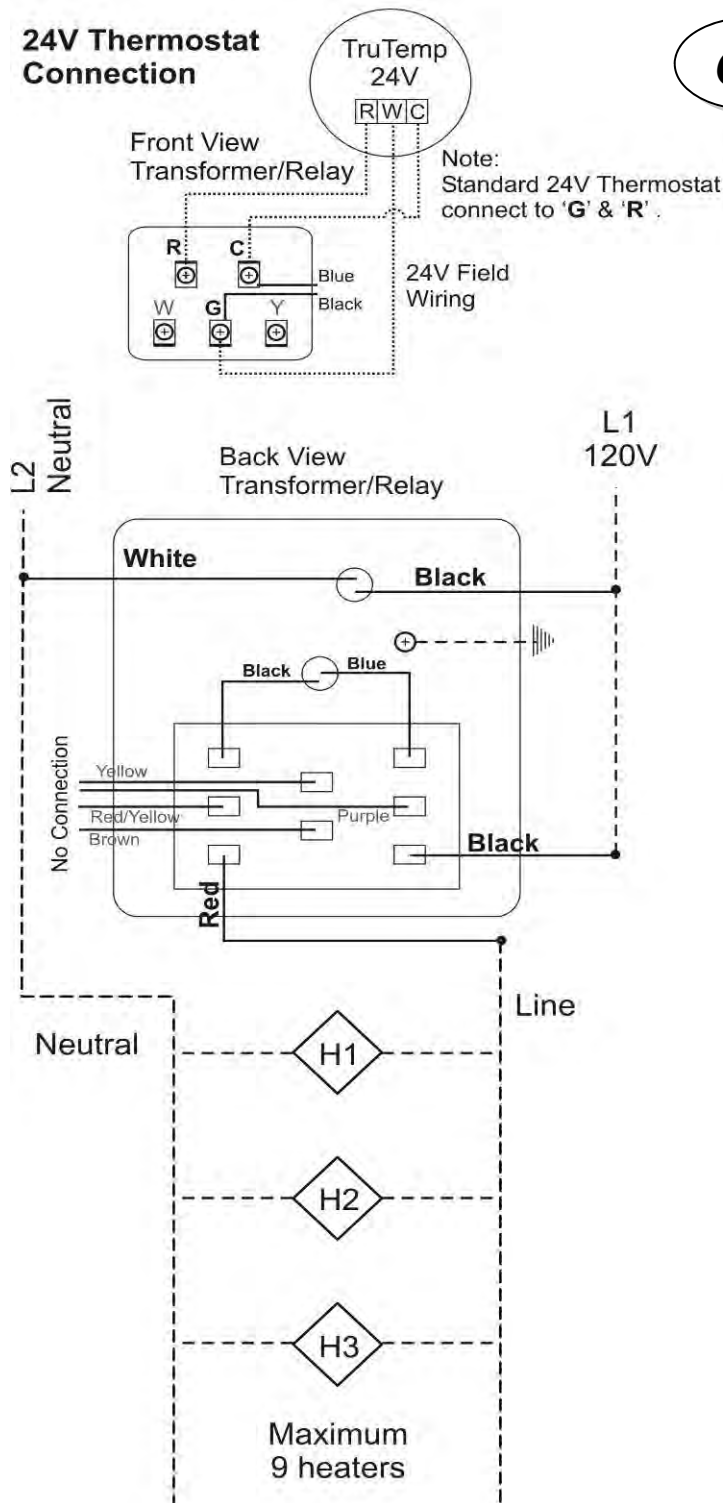 24V Thermostat
Connection
TruTemp
24V
R W C
Front View
Transformer/Relay
Note:
Standard 24V Thermostat
connect to ‘G’ & ‘R’ .
R C
Blue
Black
24V Field
Wiring
W G Y
L2
Neutral
Back View
Transformer/Relay
L1
120V
White
Black
Black
Blue
No Connection
Yellow
Red/Yellow
Purple
Brown
Black
Red
Line
Neutral
H1
H2
H3
Maximum
9 heaters